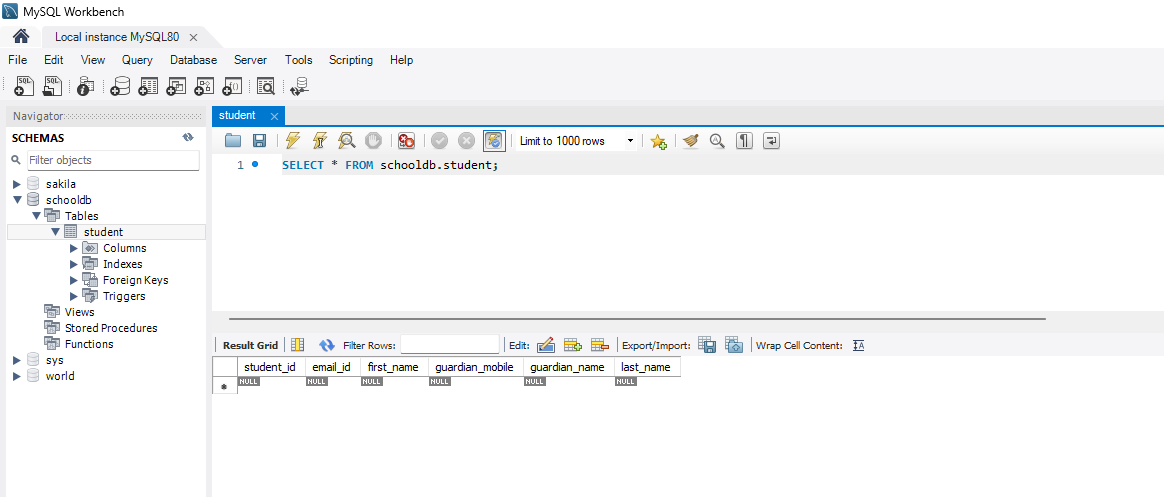 MySQL Workbench
Local instance MySQL80
File Edit View Query Database Server Tools Scripting Help
Navigator
SCHEMAS
Filter objects
sakila
schooldb
Tables
student
Columns
Indexes
Foreign Keys
Triggers
Views
Stored Procedures
Functions
sys
world
student
Limit to 1000 rows
1 SELECT * FROM schooldb.student;
Result Grid Filter Rows: Edit: Export/Import: Wrap Cell Content:
student_id email_id first_name guardian_mobile guardian_name last_name
NULL NULL NULL NULL NULL NULL